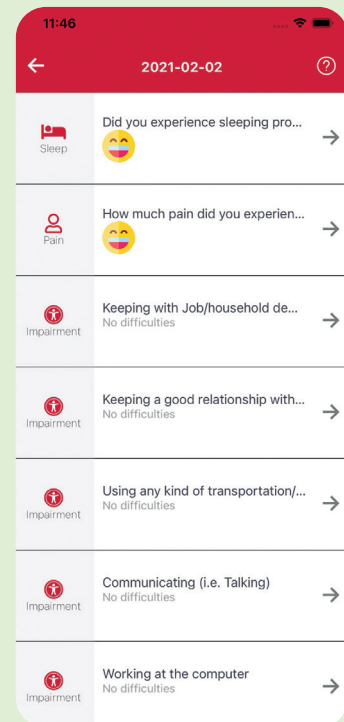 11:46
2021-02-02
Did you experience sleeping pro...
Sleep
How much pain did you experien...
Pain
Keeping with Job/household de...
No difficulties
Impairment
Keeping a good relationship with...
No difficulties
Impairment
Using any kind of transportation/...
No difficulties
Impairment
Communicating (i.e. Talking)
No difficulties
Impairment
Working at the computer
No difficulties
Impairment